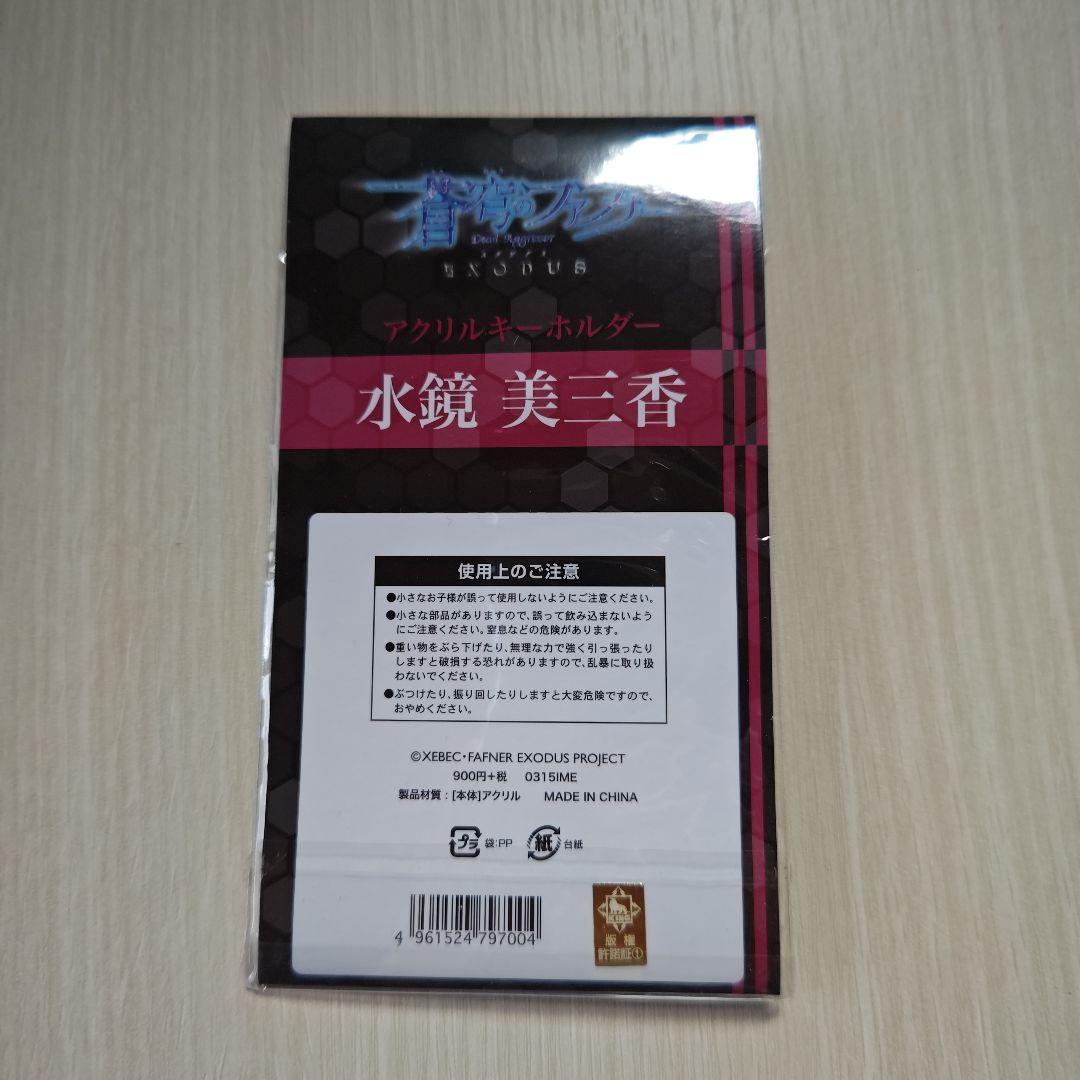 蒼穹のファフナー
Dead Aggressor
エグゾダス
EXODUS
アクリルキーホルダー
水鏡 美三香
使用上のご注意
●小さなお子様が誤って使用しないようにご注意ください。
●小さな部品がありますので、誤って飲み込まないよう
にご注意ください。窒息などの危険があります。
●重い物をぶら下げたり、無理な力で強く引っ張ったり
しますと破損する恐れがありますので、乱暴に取り扱
わないでください。
●ぶつけたり、振り回したりしますと大変危険ですので、
おやめください。
©XEBEC・FAFNER EXODUS PROJECT
900円+税 0315IME
製品材質：[本体]アクリル MADE IN CHINA
プラ 袋:PP 紙 台紙
4 961524 797004
KING
版権
許諾証①